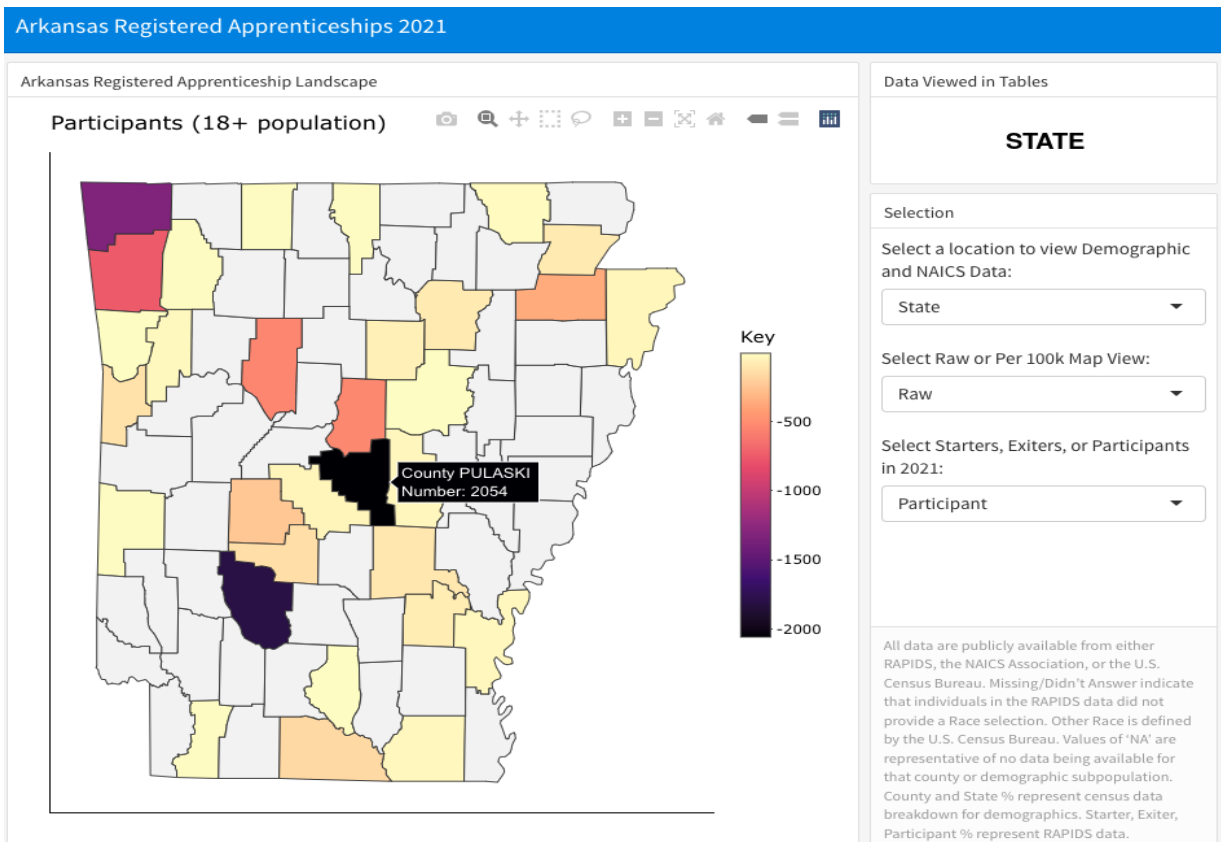 Arkansas Registered Apprenticeships 2021
Arkansas Registered Apprenticeship Landscape
Participants (18+ population)
County PULASKI
Number: 2054
Key
-500
-1000
-1500
-2000
Data Viewed in Tables
STATE
Selection
Select a location to view Demographic
and NAICS Data:
State
Select Raw or Per 100k Map View:
Raw
Select Starters, Exiters, or Participants
in 2021:
Participant
All data are publicly available from either
RAPIDS, the NAICS Association, or the U.S.
Census Bureau. Missing/Didn't Answer indicate
that individuals in the RAPIDS data did not
provide a Race selection. Other Race is defined
by the U.S. Census Bureau. Values of ‘NA’ are
representative of no data being available for
that county or demographic subpopulation.
County and State % represent census data
breakdown for demographics. Starter, Exiter,
Participant % represent RAPIDS data.